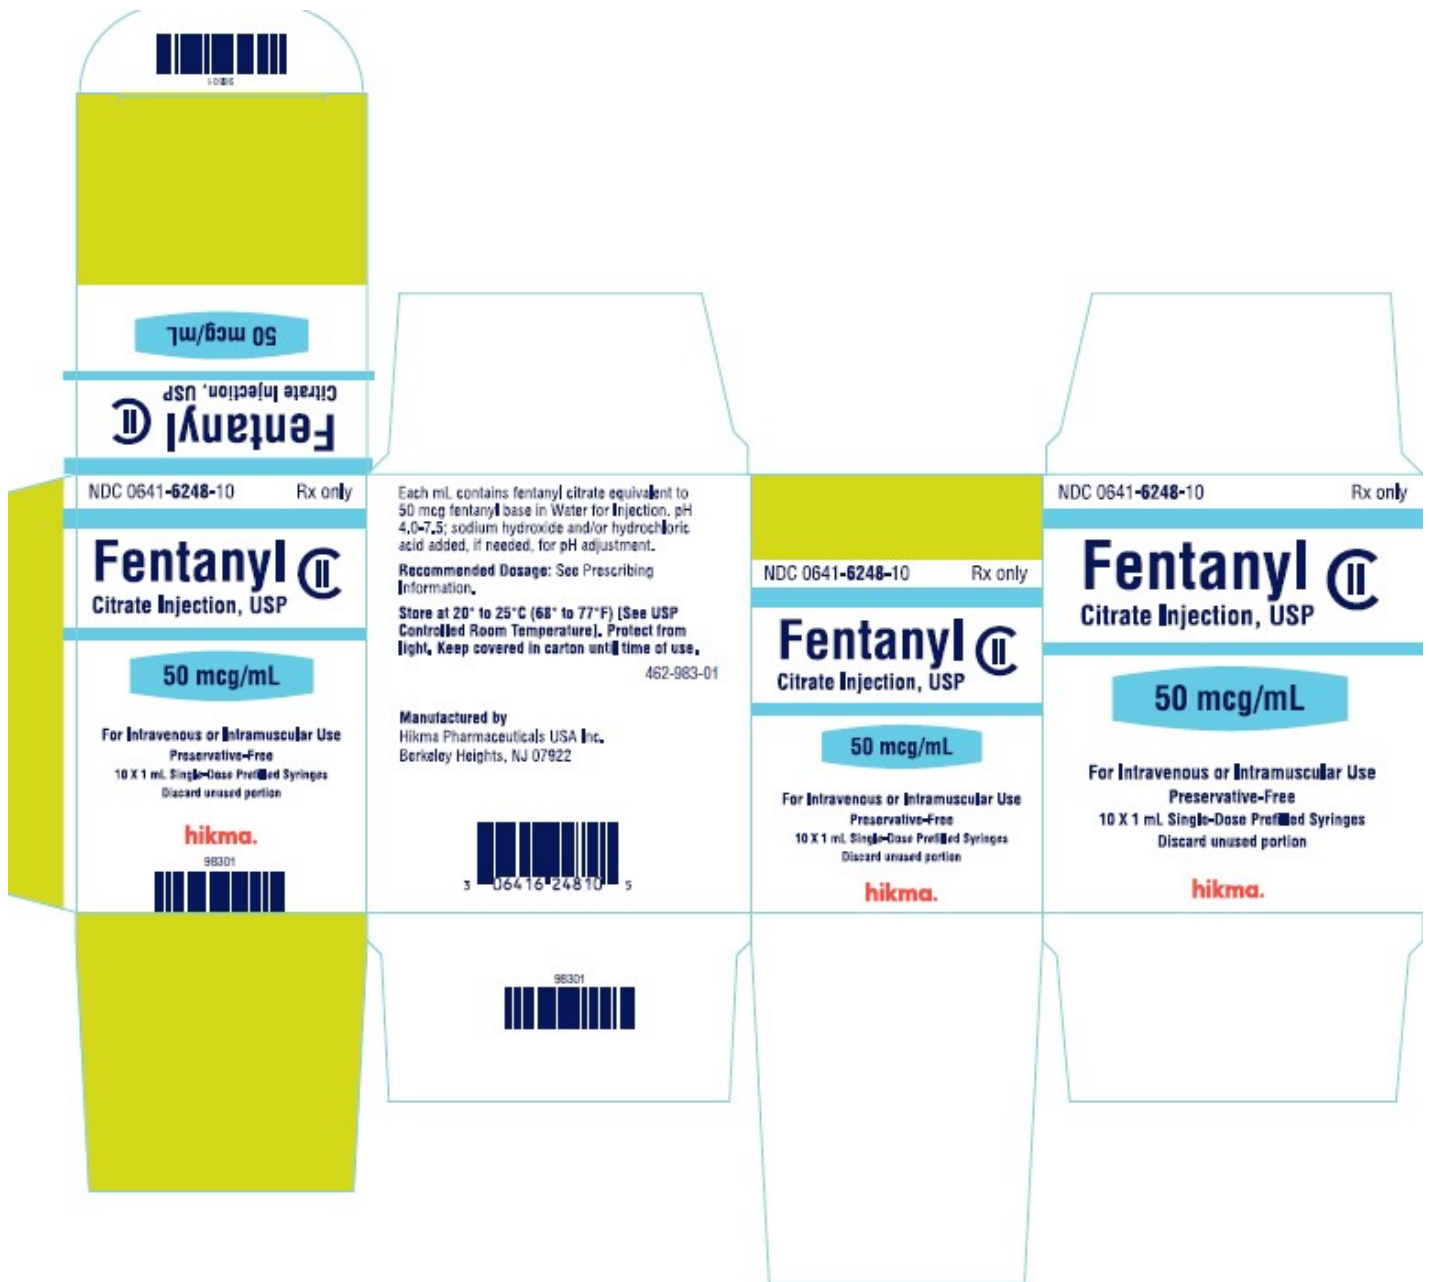 50 mcg/mL
Citrate Injection, USP
Fentanyl CII
NDC 0641-6248-10 Rx only
Fentanyl CII
Citrate Injection, USP
50 mcg/mL
For Intravenous or Intramuscular Use
Preservative-Free
10 X 1 mL Single-Dose Prefilled Syringes
Discard unused portion
hikma.
98301
Each mL contains fentanyl citrate equivalent to
50 mcg fentanyl base in Water for Injection. pH
4.0-7.5; sodium hydroxide and/or hydrochloric
acid added, if needed, for pH adjustment.
Recommended Dosage: See Prescribing
Information.
Store at 20° to 25°C (68° to 77°F) [See USP
Controlled Room Temperature]. Protect from
light. Keep covered in carton until time of use.
462-983-01
Manufactured by
Hikma Pharmaceuticals USA Inc.
Berkeley Heights, NJ 07922
3 06416 24810 5
98301
NDC 0641-6248-10 Rx only
Fentanyl CII
Citrate Injection, USP
50 mcg/mL
For Intravenous or Intramuscular Use
Preservative-Free
10 X 1 mL Single-Dose Prefilled Syringes
Discard unused portion
hikma.
NDC 0641-6248-10 Rx only
Fentanyl CII
Citrate Injection, USP
50 mcg/mL
For Intravenous or Intramuscular Use
Preservative-Free
10 X 1 mL Single-Dose Prefilled Syringes
Discard unused portion
hikma.